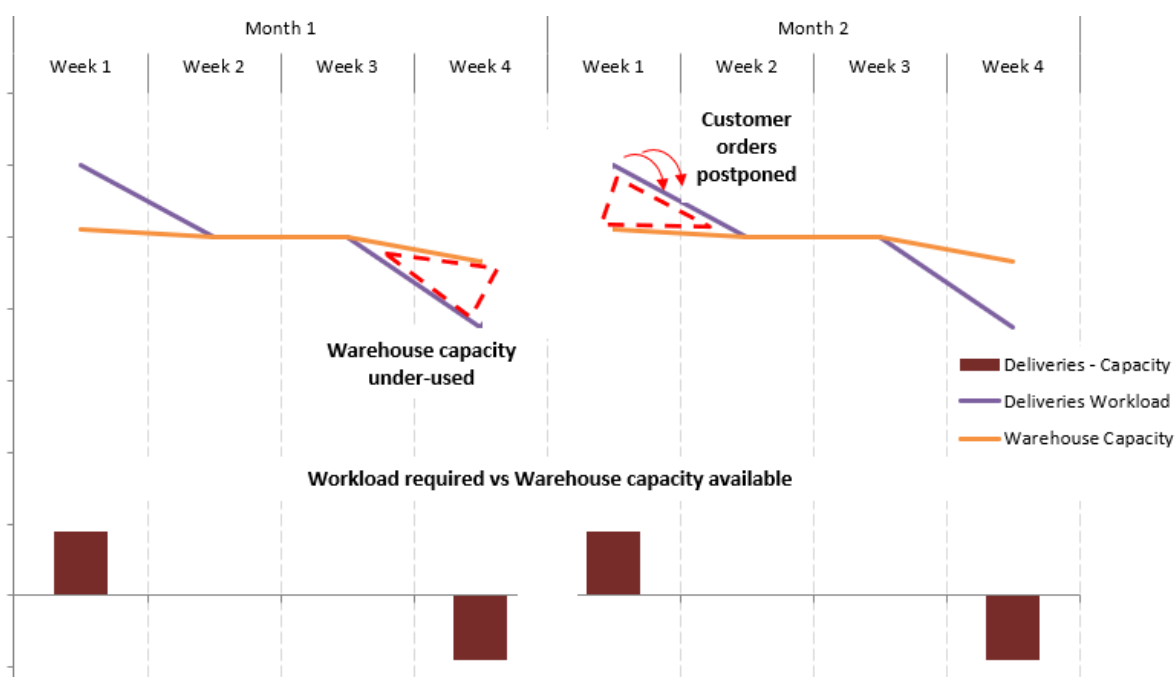 Month 1
Month 2
Week 1
Week 2
Week 3
Week 4
Week 1
Week 2
Week 3
Week 4
Customer
orders
postponed
Warehouse capacity
under-used
Deliveries - Capacity
Deliveries Workload
Warehouse Capacity
Workload required vs Warehouse capacity available